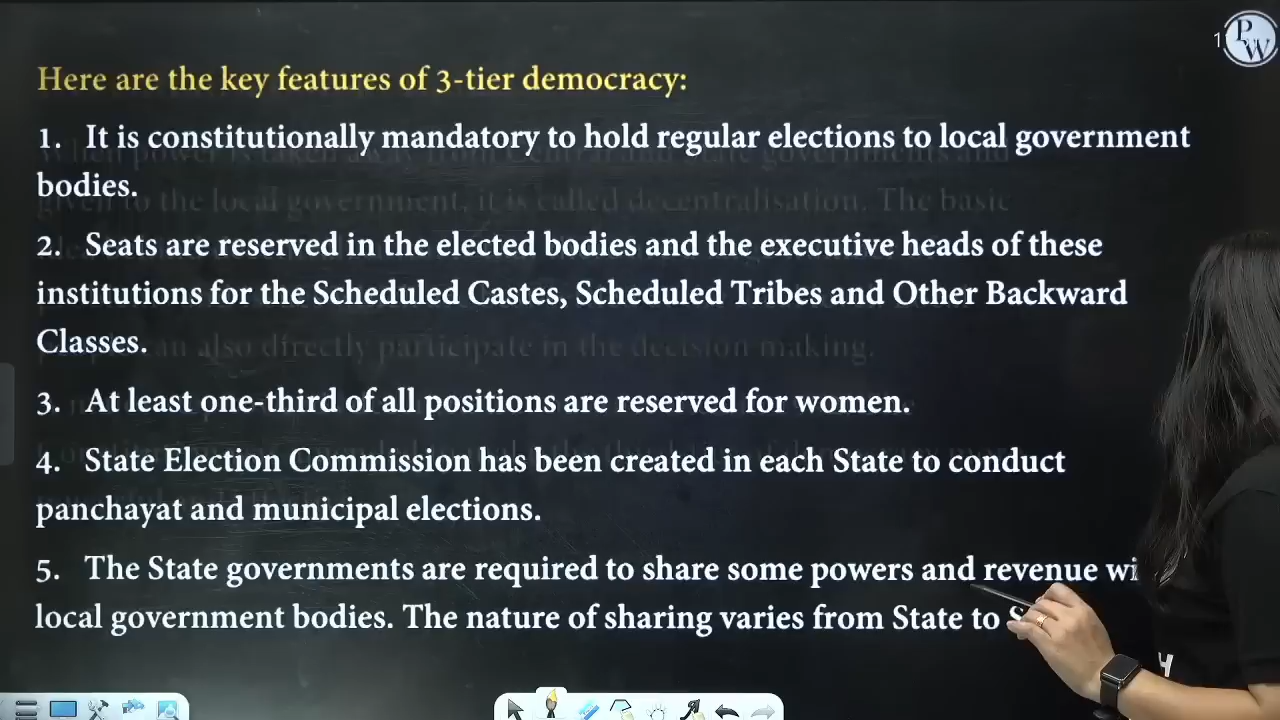 Here are the key features of 3-tier democracy:
1. It is constitutionally mandatory to hold regular elections to local government
bodies.
2. Seats are reserved in the elected bodies and the executive heads of these
institutions for the Scheduled Castes, Scheduled Tribes and Other Backward
Classes.
3. At least one-third of all positions are reserved for women.
4. State Election Commission has been created in each State to conduct
panchayat and municipal elections.
5. The State governments are required to share some powers and revenue wi
local government bodies. The nature of sharing varies from State to S
PW